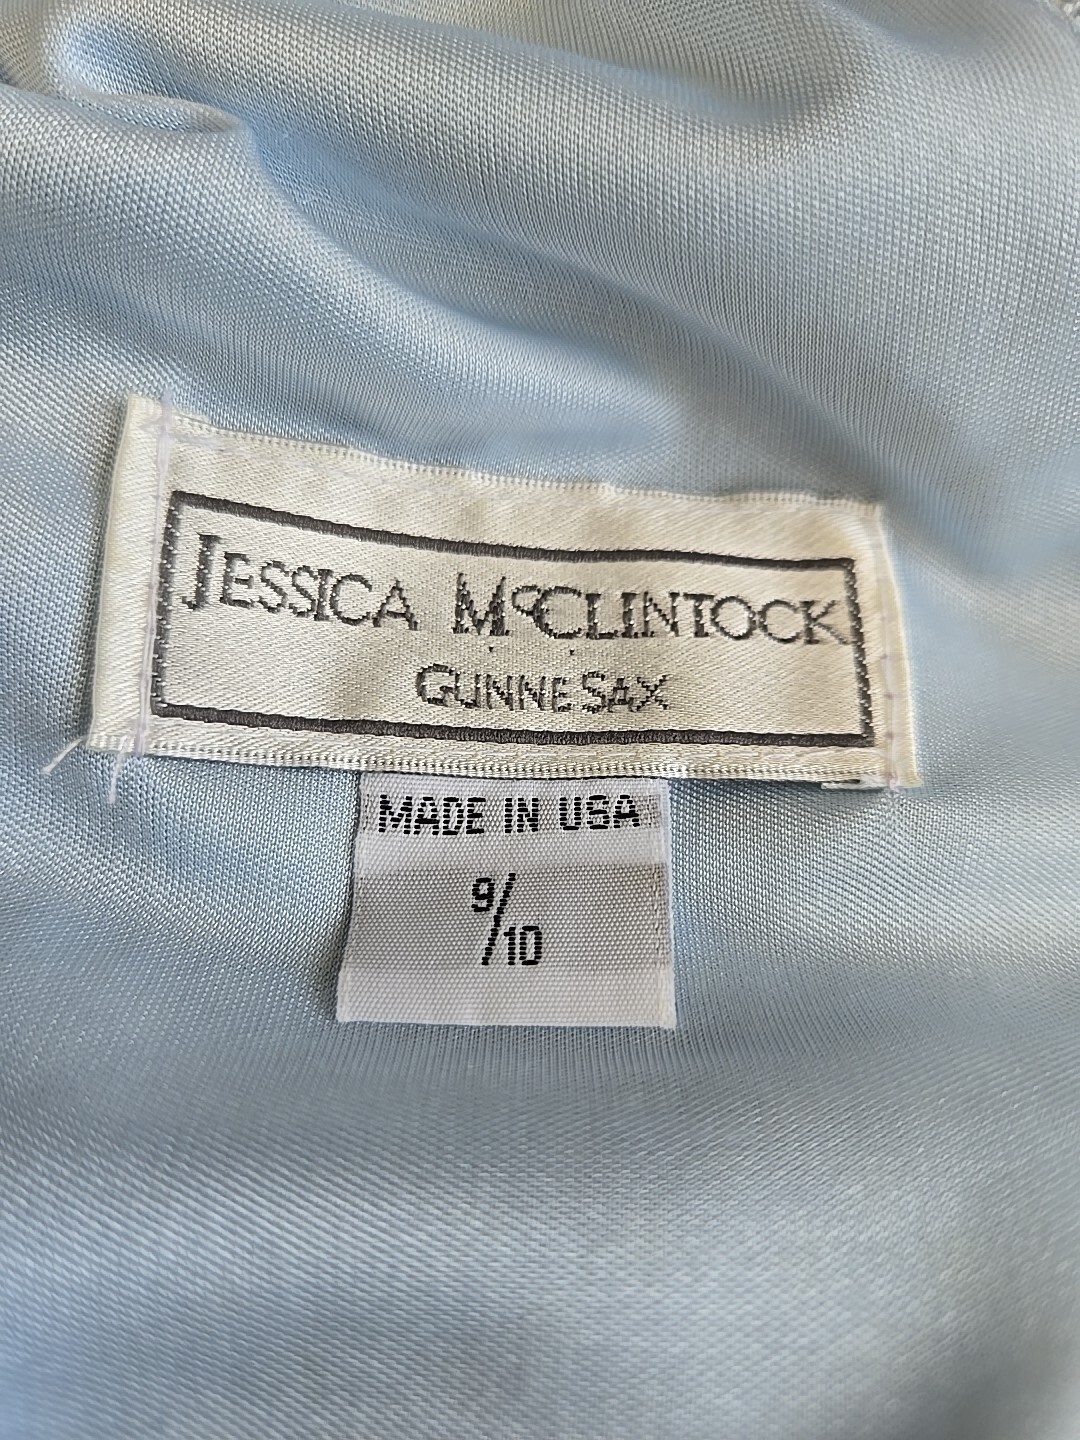 JESSICA McCLINTOCK
GUNNE SAX
MADE IN USA
9/10